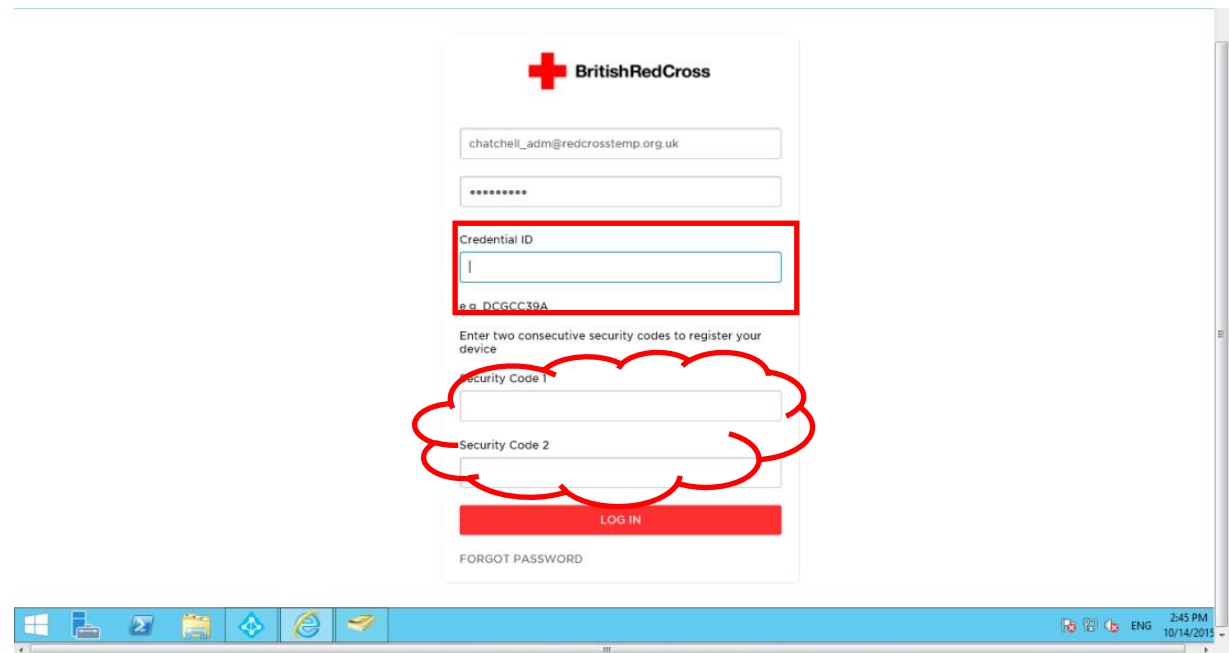 BritishRedCross
chatchell_adm@redcrosstemp.org.uk
•••••••••
Credential ID
e.g. DCGCC39A
Enter two consecutive security codes to register your
device
Security Code 1
Security Code 2
LOG IN
FORGOT PASSWORD
ENG
2:45 PM
10/14/2015